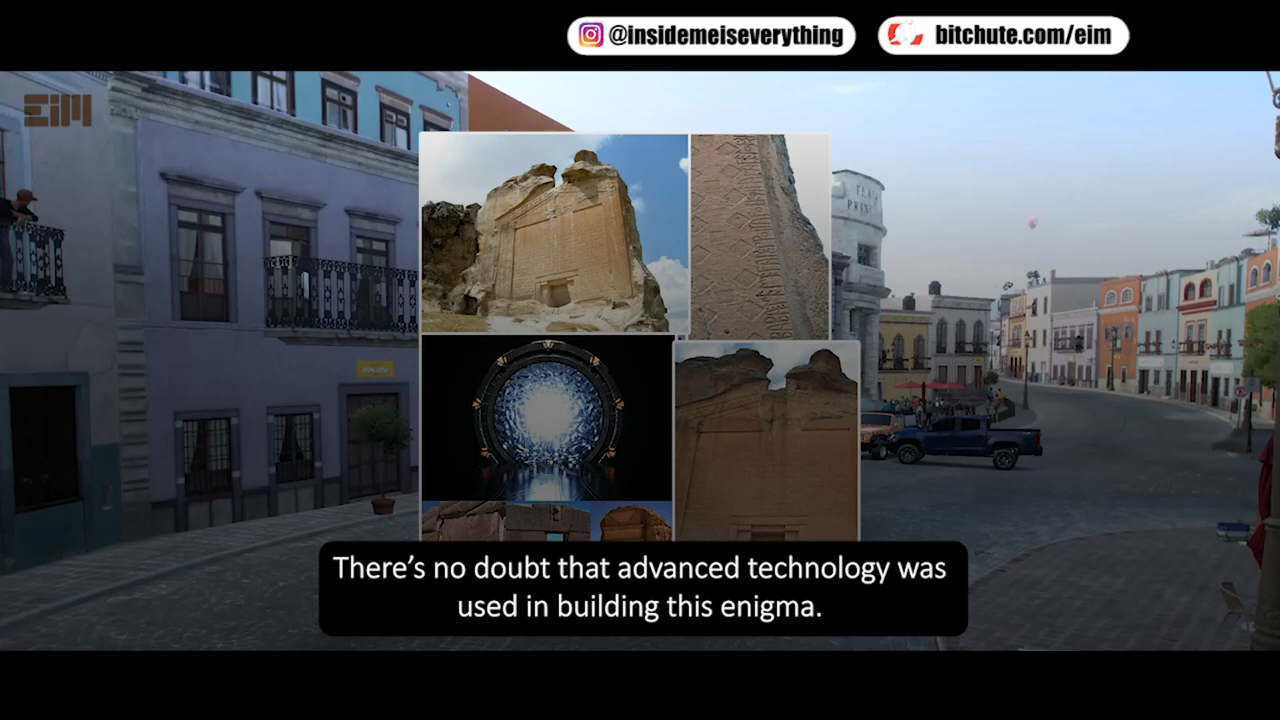 @insidemeiseverything
bitchute.com/eim
EiM
There’s no doubt that advanced technology was
used in building this enigma.